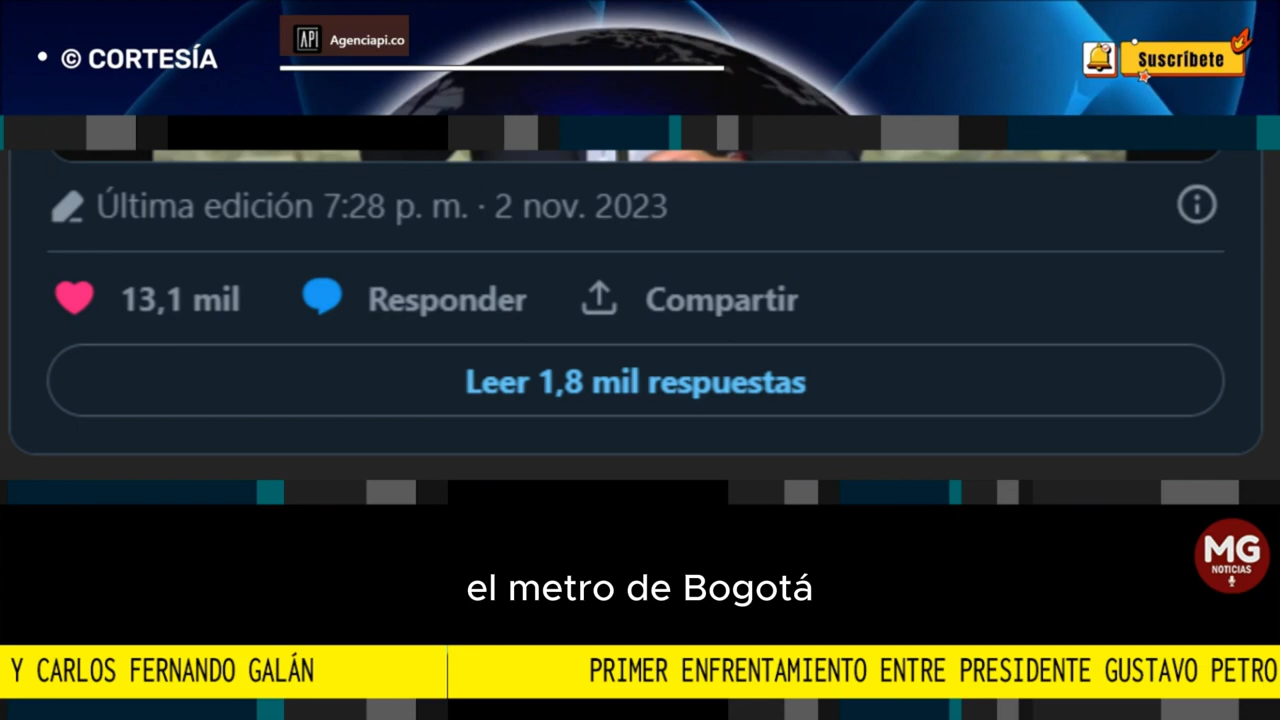 • © CORTESÍA
API Agenciapi.co
Suscríbete
Última edición 7:28 p. m. · 2 nov. 2023
13,1 mil Responder Compartir
Leer 1,8 mil respuestas
MG
NOTICIAS
el metro de Bogotá
Y CARLOS FERNANDO GALÁN PRIMER ENFRENTAMIENTO ENTRE PRESIDENTE GUSTAVO PETRO